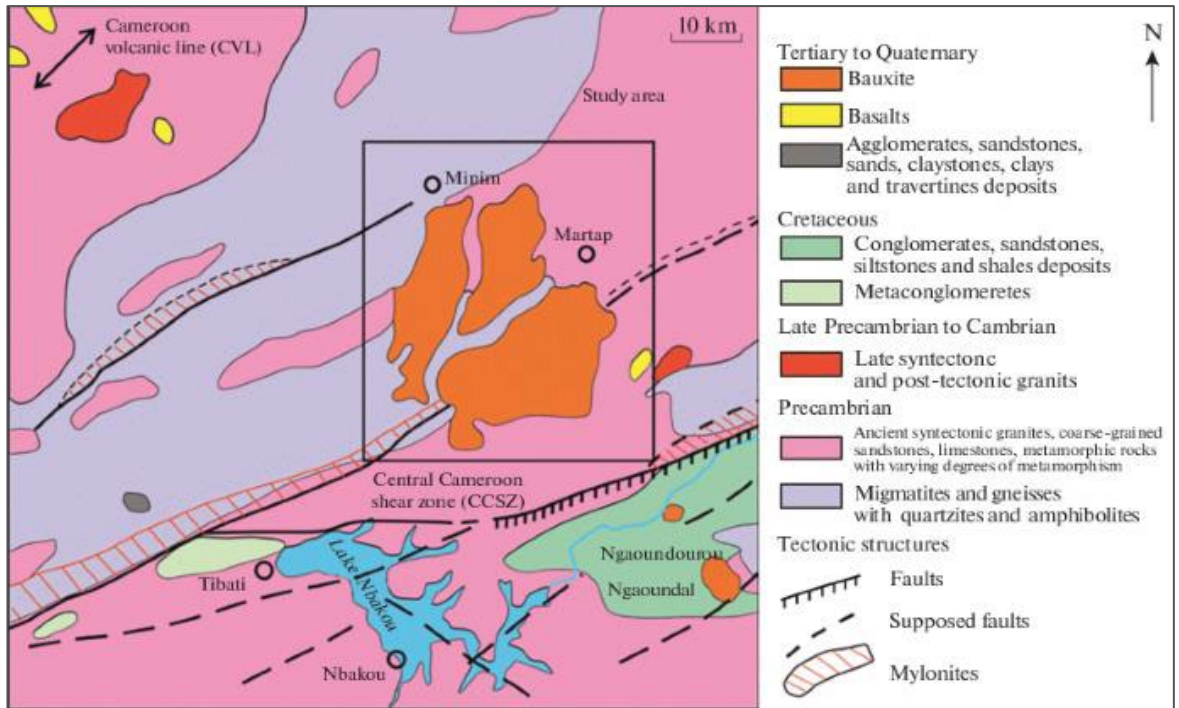 Cameroon
volcanic line (CVL)
10 km
Study area
Minim
Martap
Central Cameroon
shear zone (CCSZ)
Tibati
Lake Nbakou
Nbakou
Ngaoundourou
Ngaoundal
N
Tertiary to Quaternary
Bauxite
Basalts
Agglomerates, sandstones,
sands, claystones, clays
and travertines deposits
Cretaceous
Conglomerates, sandstones,
siltstones and shales deposits
Metaconglomeretes
Late Precambrian to Cambrian
Late syntectonc
and post-tectonic granits
Precambrian
Ancient syntectonic granites, coarse-grained
sandstones, limestones, metamorphic rocks
with varying degrees of metamorphism
Migmatites and gneisses
with quartzites and amphibolites
Tectonic structures
Faults
Supposed faults
Mylonites